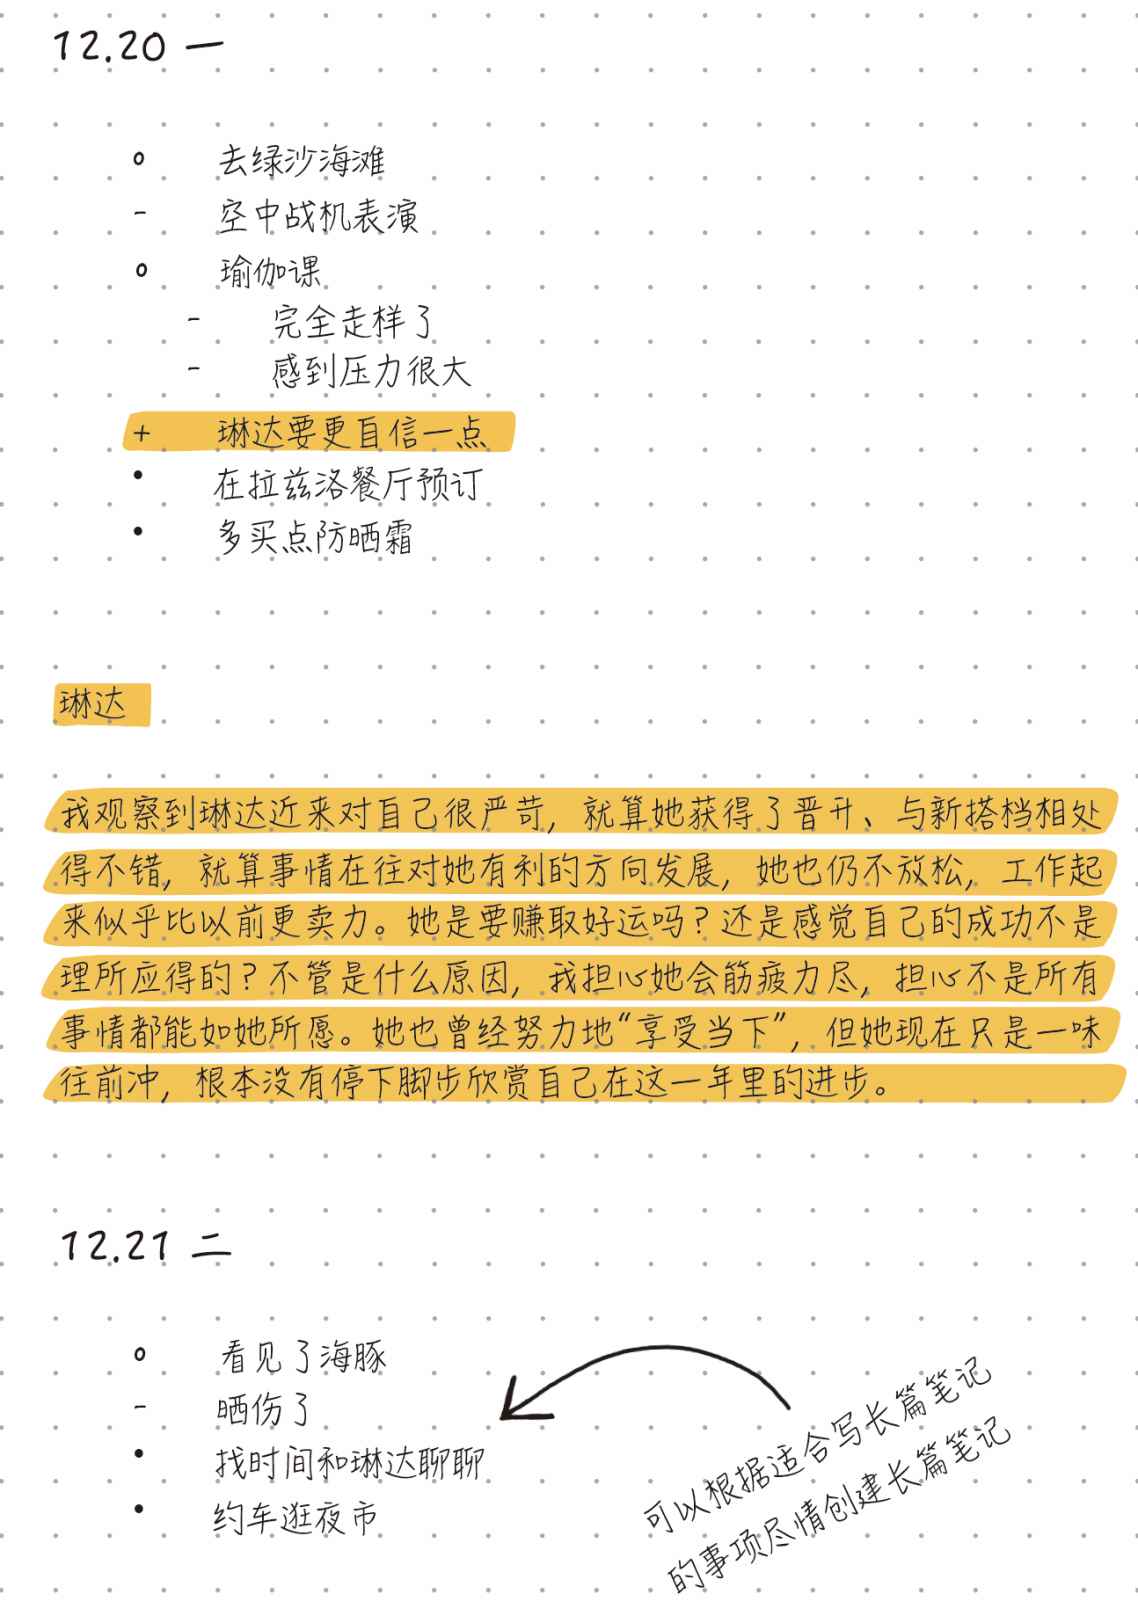 12.20 一
○ 去绿沙海滩
- 空中战机表演
○ 瑜伽课
- 完全走样了
- 感到压力很大
+ 琳达要更自信一点
• 在拉兹洛餐厅预订
• 多买点防晒霜
琳达
我观察到琳达近来对自己很严苛，就算她获得了晋升、与新搭档相处
得不错，就算事情在往对她有利的方向发展，她也仍不放松，工作起
来似乎比以前更卖力。她是要赚取好运吗？还是感觉自己的成功不是
理所应得的？不管是什么原因，我担心她会筋疲力尽，担心不是所有
事情都能如她所愿。她也曾经努力地“享受当下”，但她现在只是一味
往前冲，根本没有停下脚步欣赏自己在这一年里的进步。
12.21 二
○ 看见了海豚
- 晒伤了
• 找时间和琳达聊聊
• 约车逛夜市
可以根据适合写长篇笔记
的事项尽情创建长篇笔记